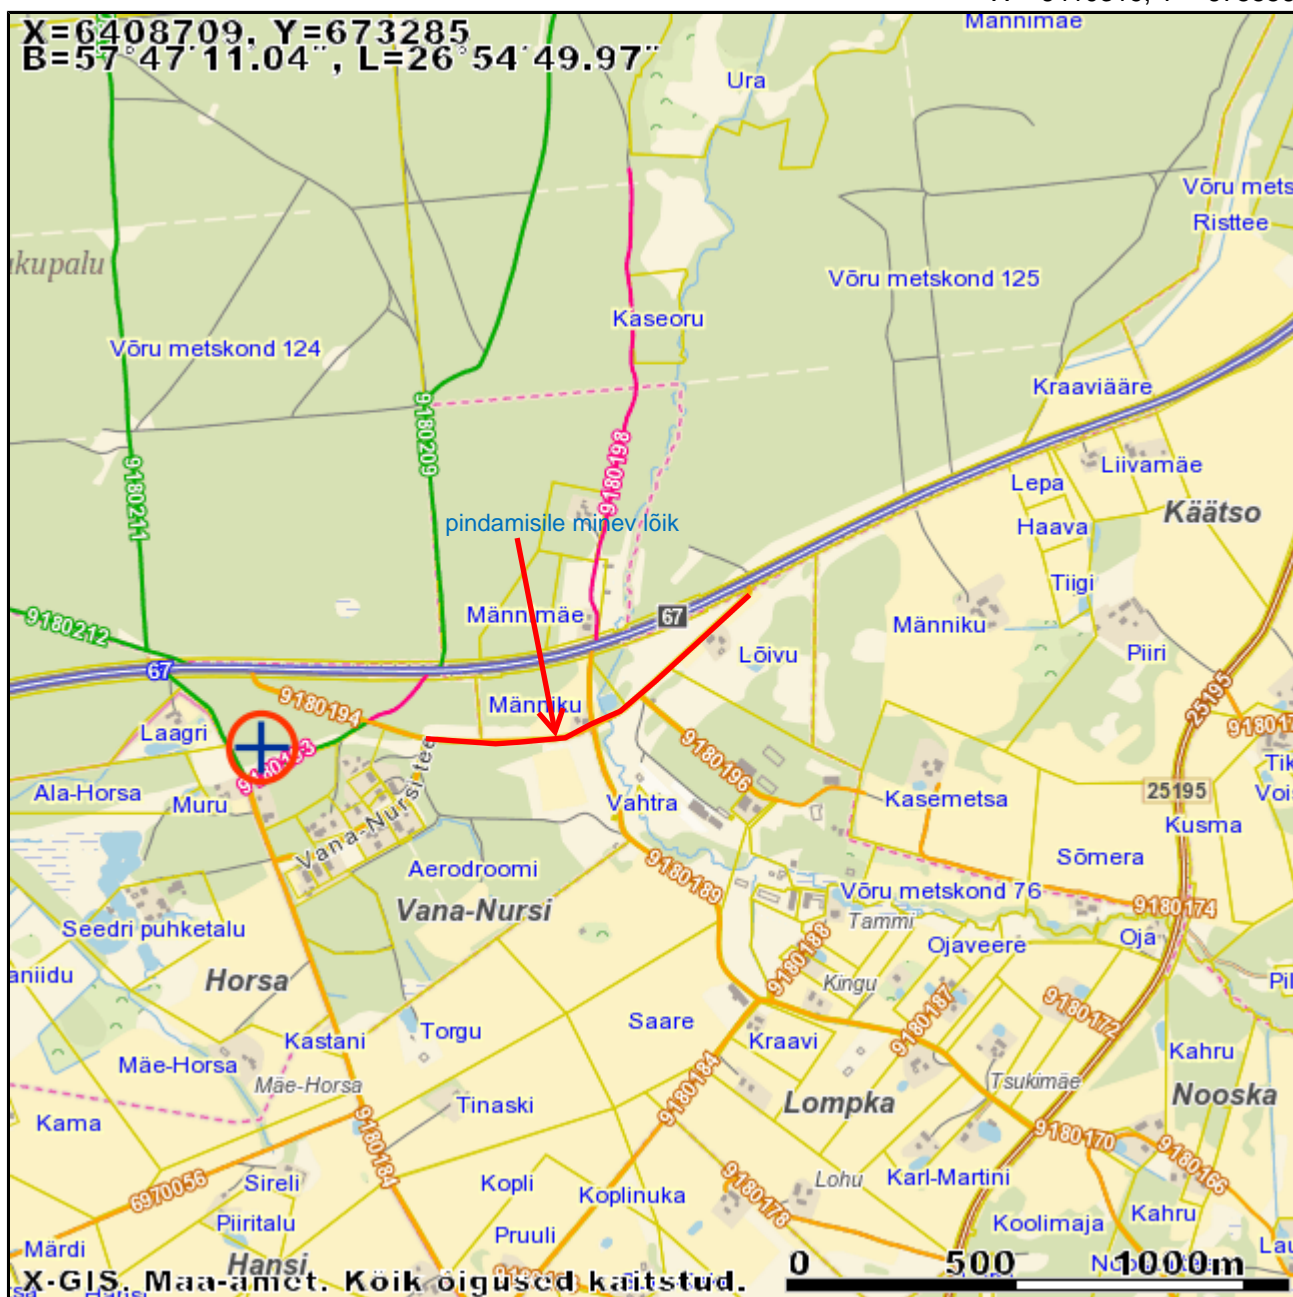 X=6408709, Y=673285
B=57°47'11.04", L=26°54'49.97"
Männimäe
Ura
Võru mets
Risttee
kupalu
Võru metskond 125
Kaseoru
Võru metskond 124
Kraaviääre
9180209
9180198
9180211
Liivamäe
Lepa
Käätso
Haava
pindamisile minev lõik
Tiigi
9180212
Männimäe
67
Männiku
Piiri
Lõivu
67
25195
9180194
Männiku
Laagri
9180196
Ala-Horsa
Muru
Vahtra
Kasemetsa
25195
Kusma
Vana-Nursi tee
Aerodroomi
9180189
Sõmera
Võru metskond 76
9180174
Vana-Nursi
Tammi
Oja
Seedri puhketalu
Ojaveere
9180188
aniidu
Horsa
Kingu
9180187
9180172
Torgu
Saare
Kastani
Kraavi
Kahru
Mäe-Horsa
Mäe-Horsa
Tsukimäe
Nooska
Tinaski
Lompka
9180184
Kama
9180184
9180170
9180166
6970056
Sireli
Kopli
Koplinuka
9180178
Lohu
Karl-Martini
Piiritalu
Pruuli
Koolimaja
Kahru
Märdi
Hansi
Lau
0 500 1000m
X-GIS. Maa-amet. Kõik õigused kaitstud.